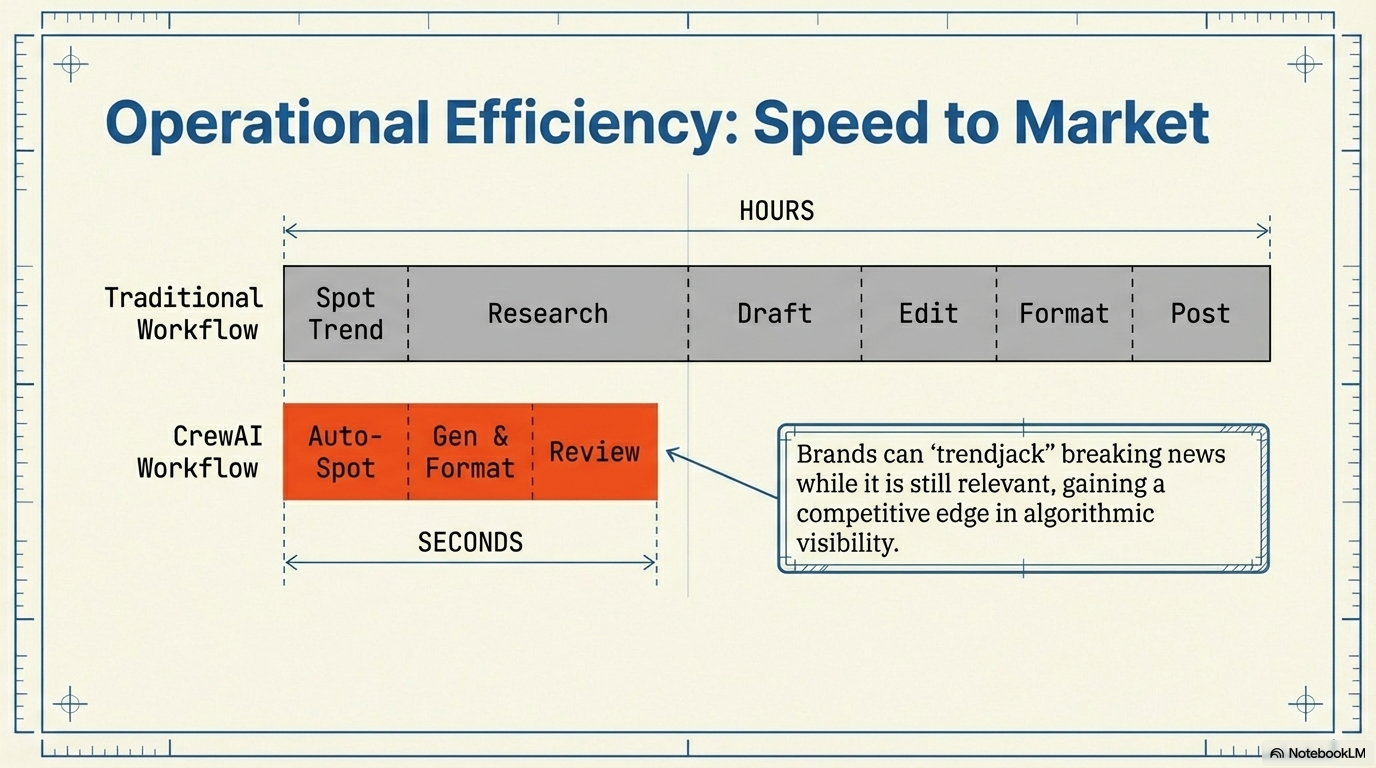 Operational Efficiency: Speed to Market
HOURS
Traditional
Workflow
Spot
Trend
Research
Draft
Edit
Format
Post
CrewAI
Workflow
Auto-
Spot
Gen &
Format
Review
Brands can ‘trendjack” breaking news
while it is still relevant, gaining a
competitive edge in algorithmic
visibility.
SECONDS
NotebookLM